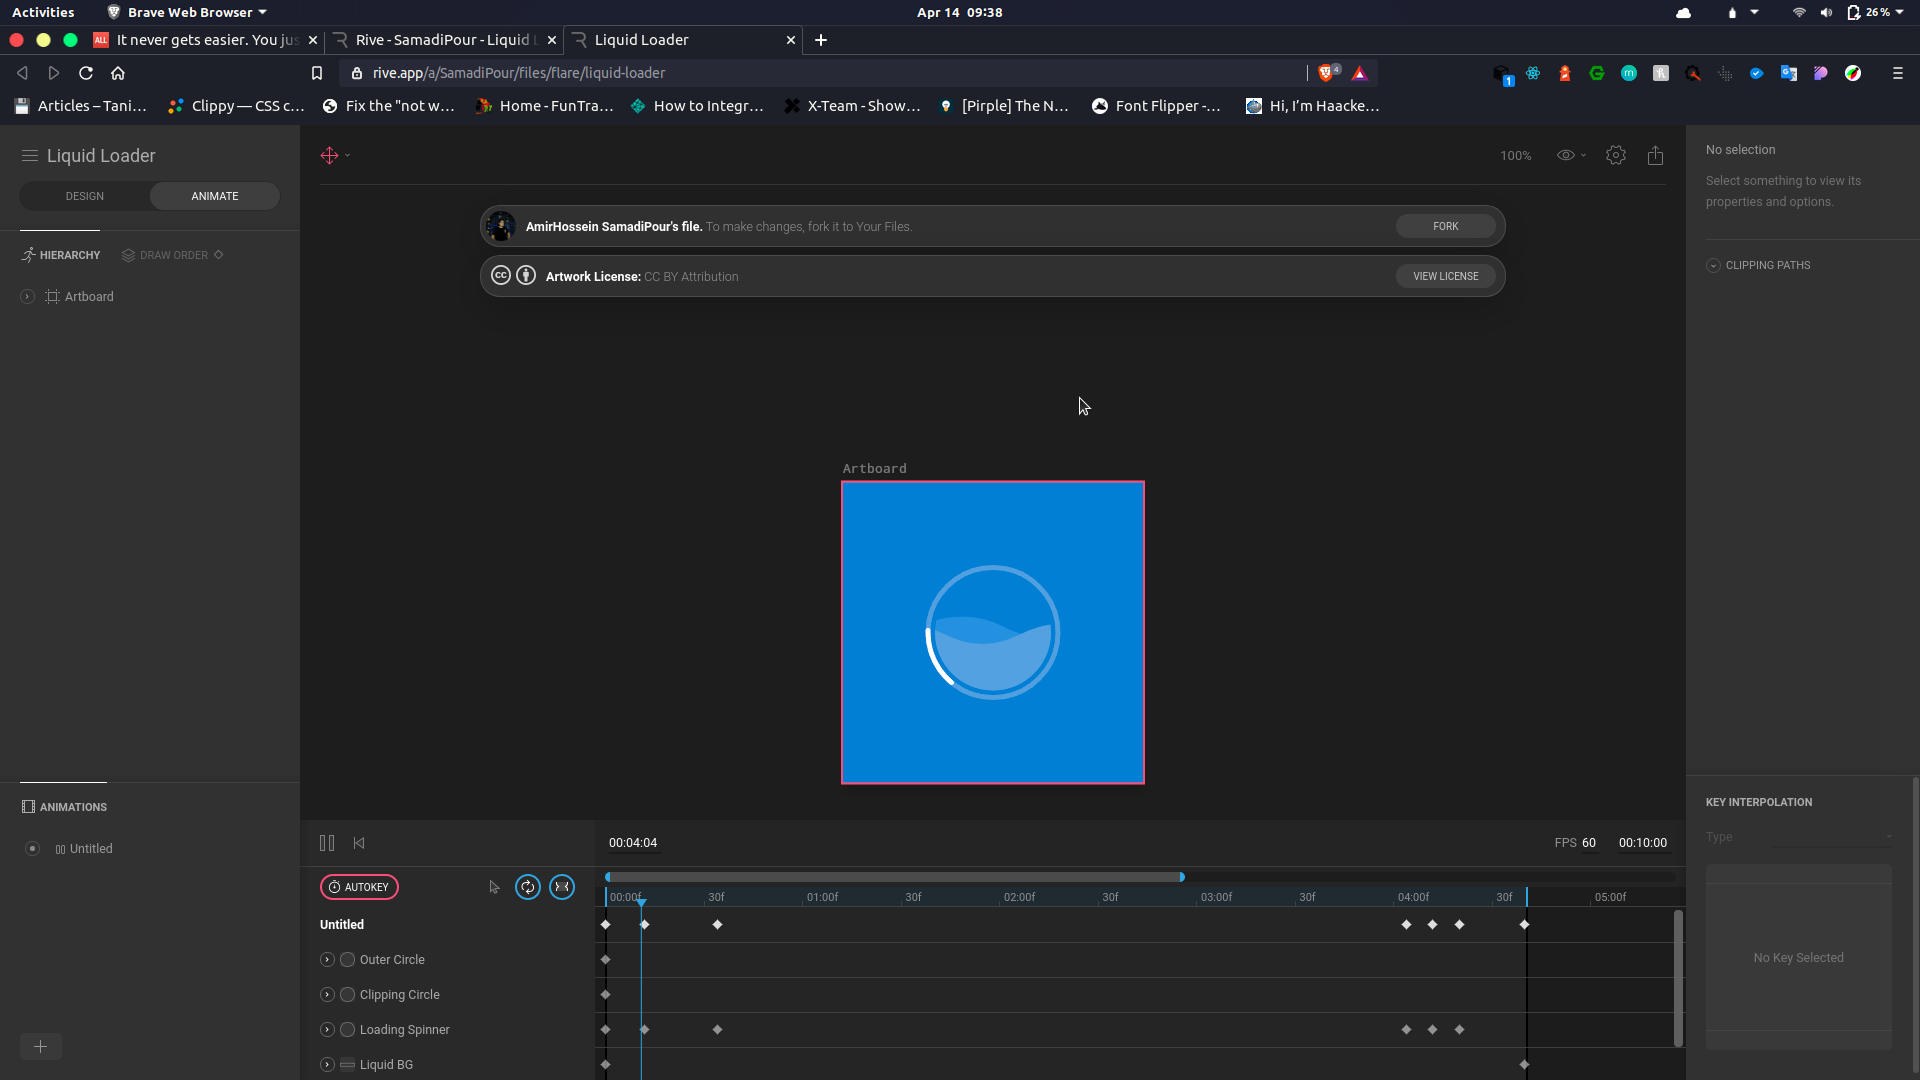 Activities
Brave Web Browser
Apr 14 09:38
26 %
It never gets easier. You jus
Rive - SamadiPour - Liquid L
Liquid Loader
rive.app/a/SamadiPour/files/flare/liquid-loader
4
1
Articles – Tani…
Clippy — CSS c…
Fix the "not w…
Home - FunTra…
How to Integr…
X-Team - Show…
[Pirple] The N…
Font Flipper -…
Hi, I’m Haacke…
Liquid Loader
DESIGN
ANIMATE
HIERARCHY
DRAW ORDER
Artboard
100%
AmirHossein SamadiPour's file. To make changes, fork it to Your Files.
FORK
Artwork License: CC BY Attribution
VIEW LICENSE
No selection
Select something to view its
properties and options.
CLIPPING PATHS
Artboard
ANIMATIONS
Untitled
00:04:04
FPS 60
00:10:00
AUTOKEY
00:00f
30f
01:00f
30f
02:00f
30f
03:00f
30f
04:00f
30f
05:00f
Untitled
Outer Circle
Clipping Circle
Loading Spinner
Liquid BG
KEY INTERPOLATION
Type
No Key Selected